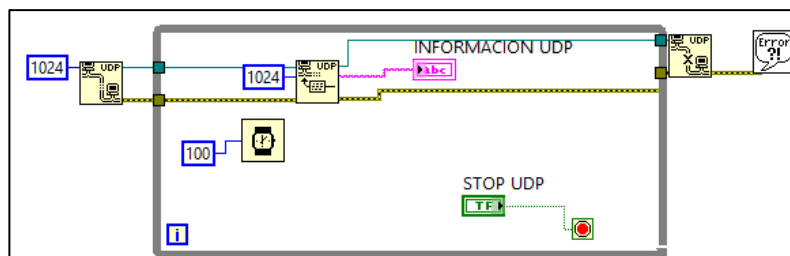 UDP
1024
UDP
1024
INFORMACION UDP
abc
UDP
Error
?!
100
STOP UDP
TF
i